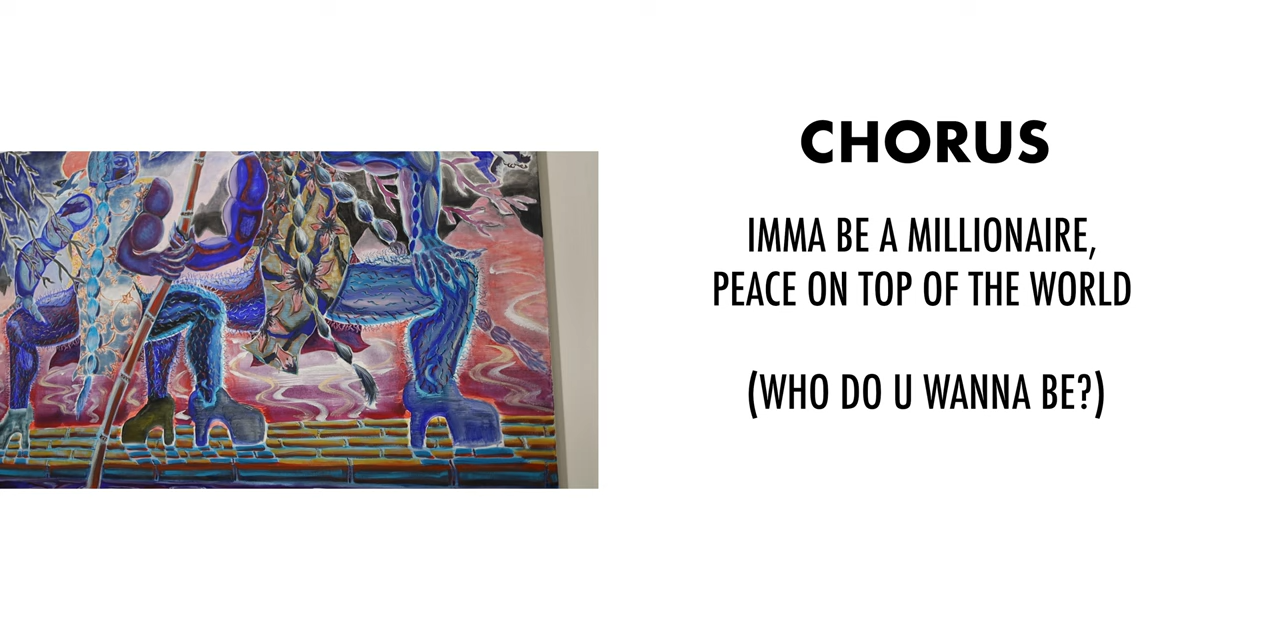 CHORUS
IMMA BE A MILLIONAIRE,
PEACE ON TOP OF THE WORLD
(WHO DO U WANNA BE?)